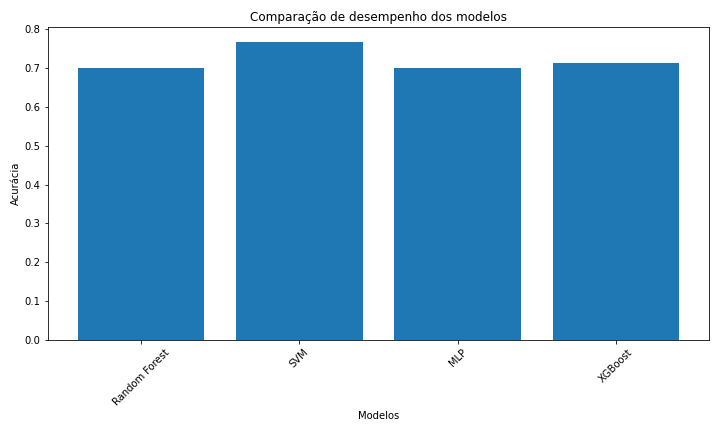 Comparação de desempenho dos modelos
Acurácia
0.8
0.7
0.6
0.5
0.4
0.3
0.2
0.1
0.0
Random Forest
SVM
MLP
XGBoost
Modelos